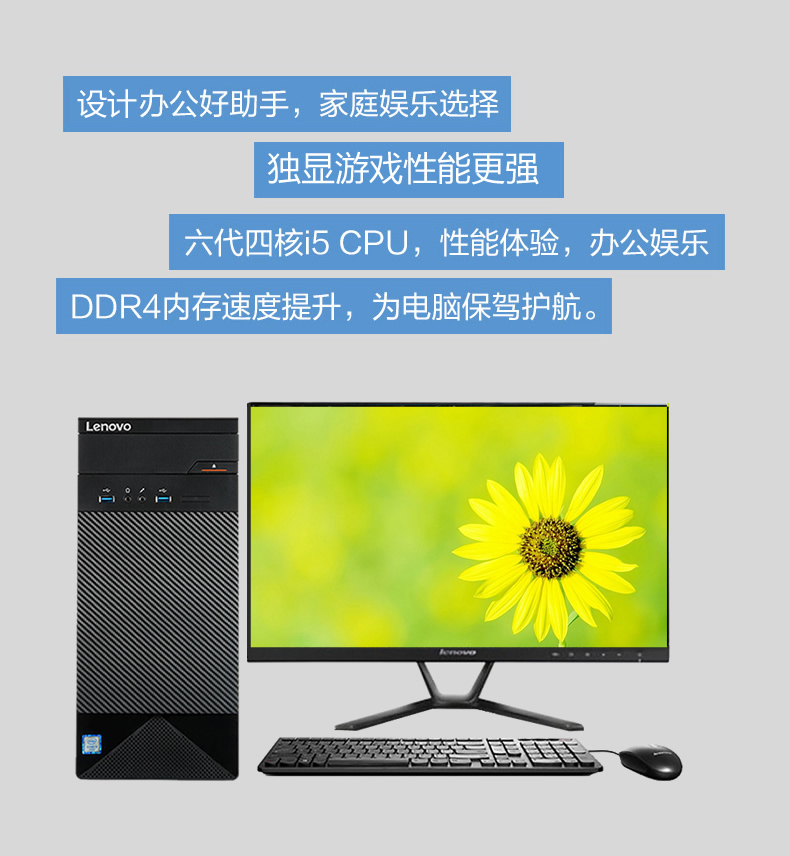 设计办公好助手，家庭娱乐选择
独显游戏性能更强
六代四核i5 CPU，性能体验，办公娱乐
DDR4内存速度提升，为电脑保驾护航。
Lenovo
lenovo